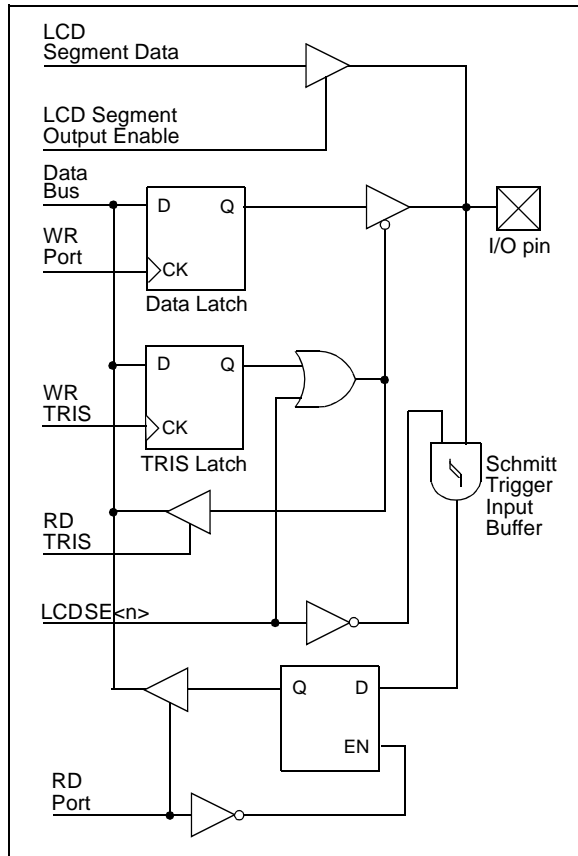 LCD
Segment Data
LCD Segment
Output Enable
Data
Bus
D
Q
WR
Port
CK
I/O pin
Data Latch
D
Q
WR
TRIS
CK
TRIS Latch
Schmitt
Trigger
Input
Buffer
RD
TRIS
LCDSE<n>
Q
D
EN
RD
Port